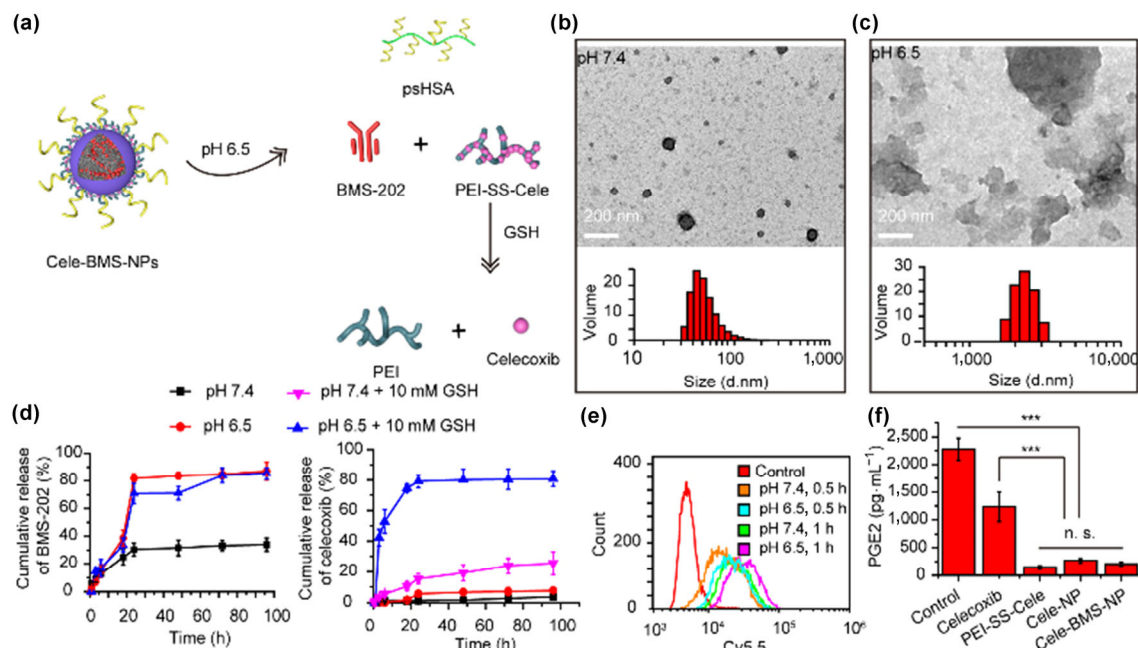 (a)
psHSA
pH 6.5
BMS-202
+
PEI-SS-Cele
GSH
Cele-BMS-NPs
PEI
+
Celecoxib
(b)
pH 7.4
200 nm
Volume
20
10
0
10
100
1,000
Size (d.nm)
(c)
pH 6.5
200 nm
Volume
30
20
10
0
1,000
10,000
Size (d.nm)
pH 7.4
pH 7.4 + 10 mM GSH
pH 6.5
pH 6.5 + 10 mM GSH
(d)
Cumulative release
of BMS-202 (%)
100
80
60
40
20
0
0 20 40 60 80 100
Time (h)
Cumulative release
of celecoxib (%)
100
80
60
40
20
0
0 20 40 60 80 100
Time (h)
(e)
Count
400
200
0
Control
pH 7.4, 0.5 h
pH 6.5, 0.5 h
pH 7.4, 1 h
pH 6.5, 1 h
10³ 10⁴ 10⁵ 10⁶
Cy5.5
(f)
PGE2 (pg·mL⁻¹)
2,500
2,000
1,500
1,000
500
0
***
***
n. s.
Control
Celecoxib
PEI-SS-Cele
Cele-NP
Cele-BMS-NP